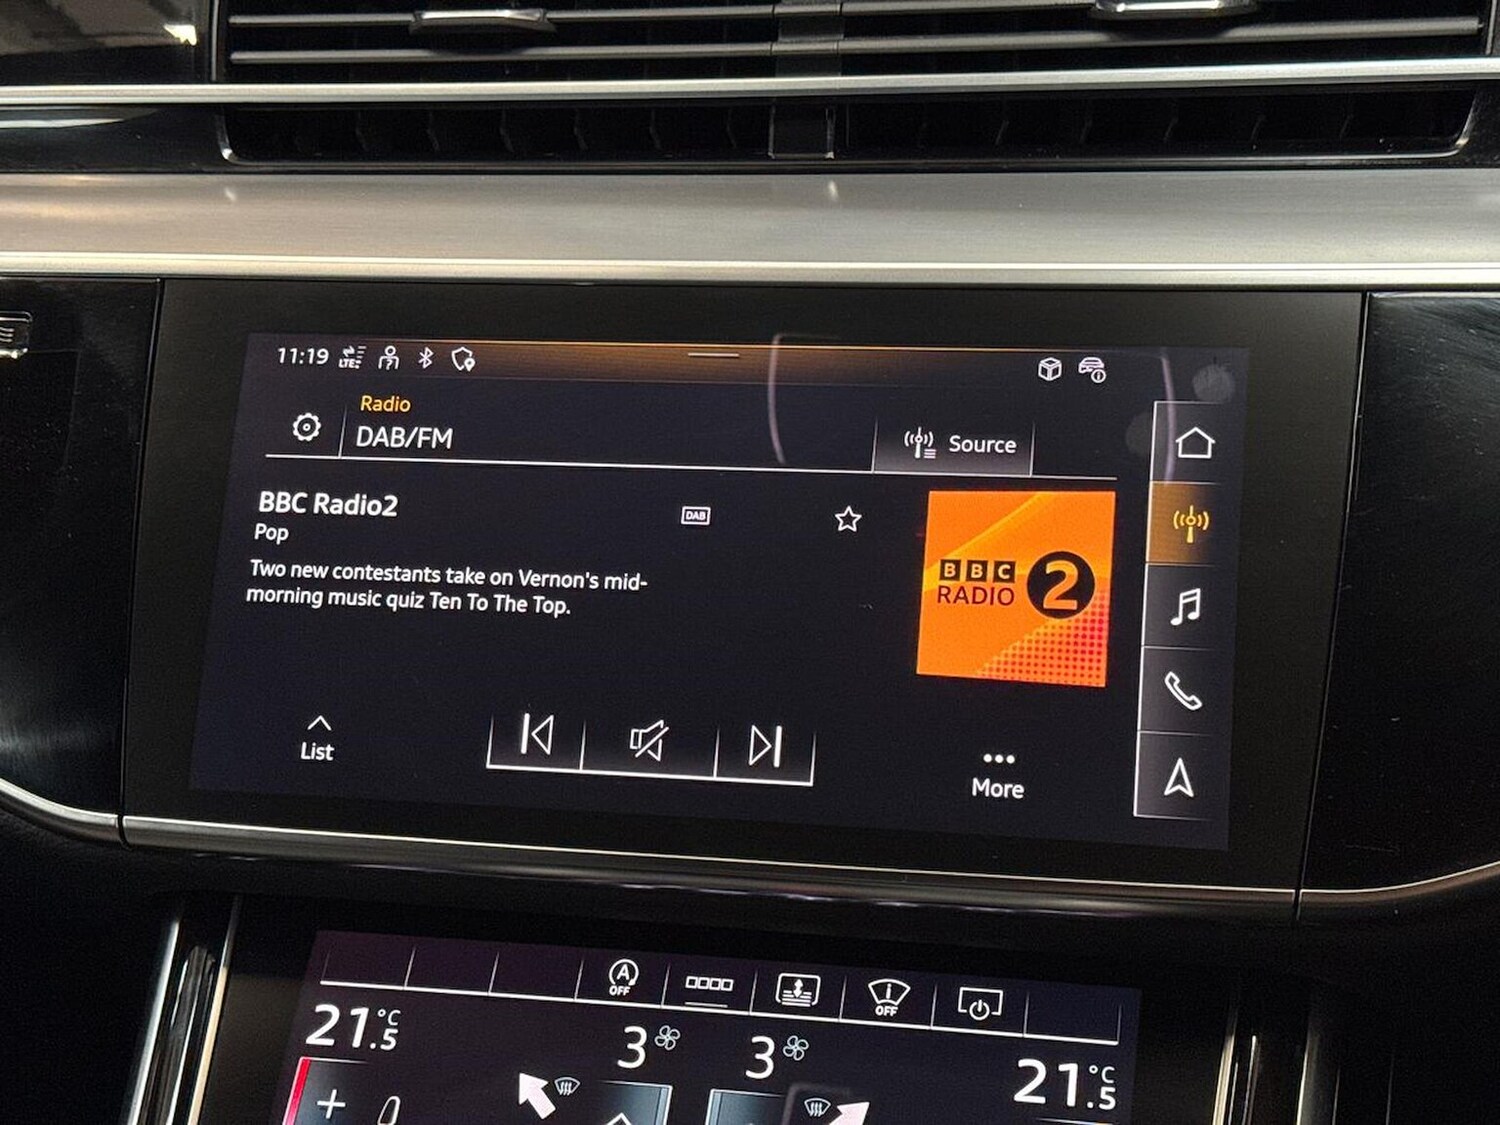 11:19 LTE
Radio
DAB/FM
Source
BBC Radio2
DAB
Pop
Two new contestants take on Vernon's mid-
morning music quiz Ten To The Top.
BBC
RADIO 2
List
More
A
OFF
OFF
21.5 °C
3
3
21.5 °C